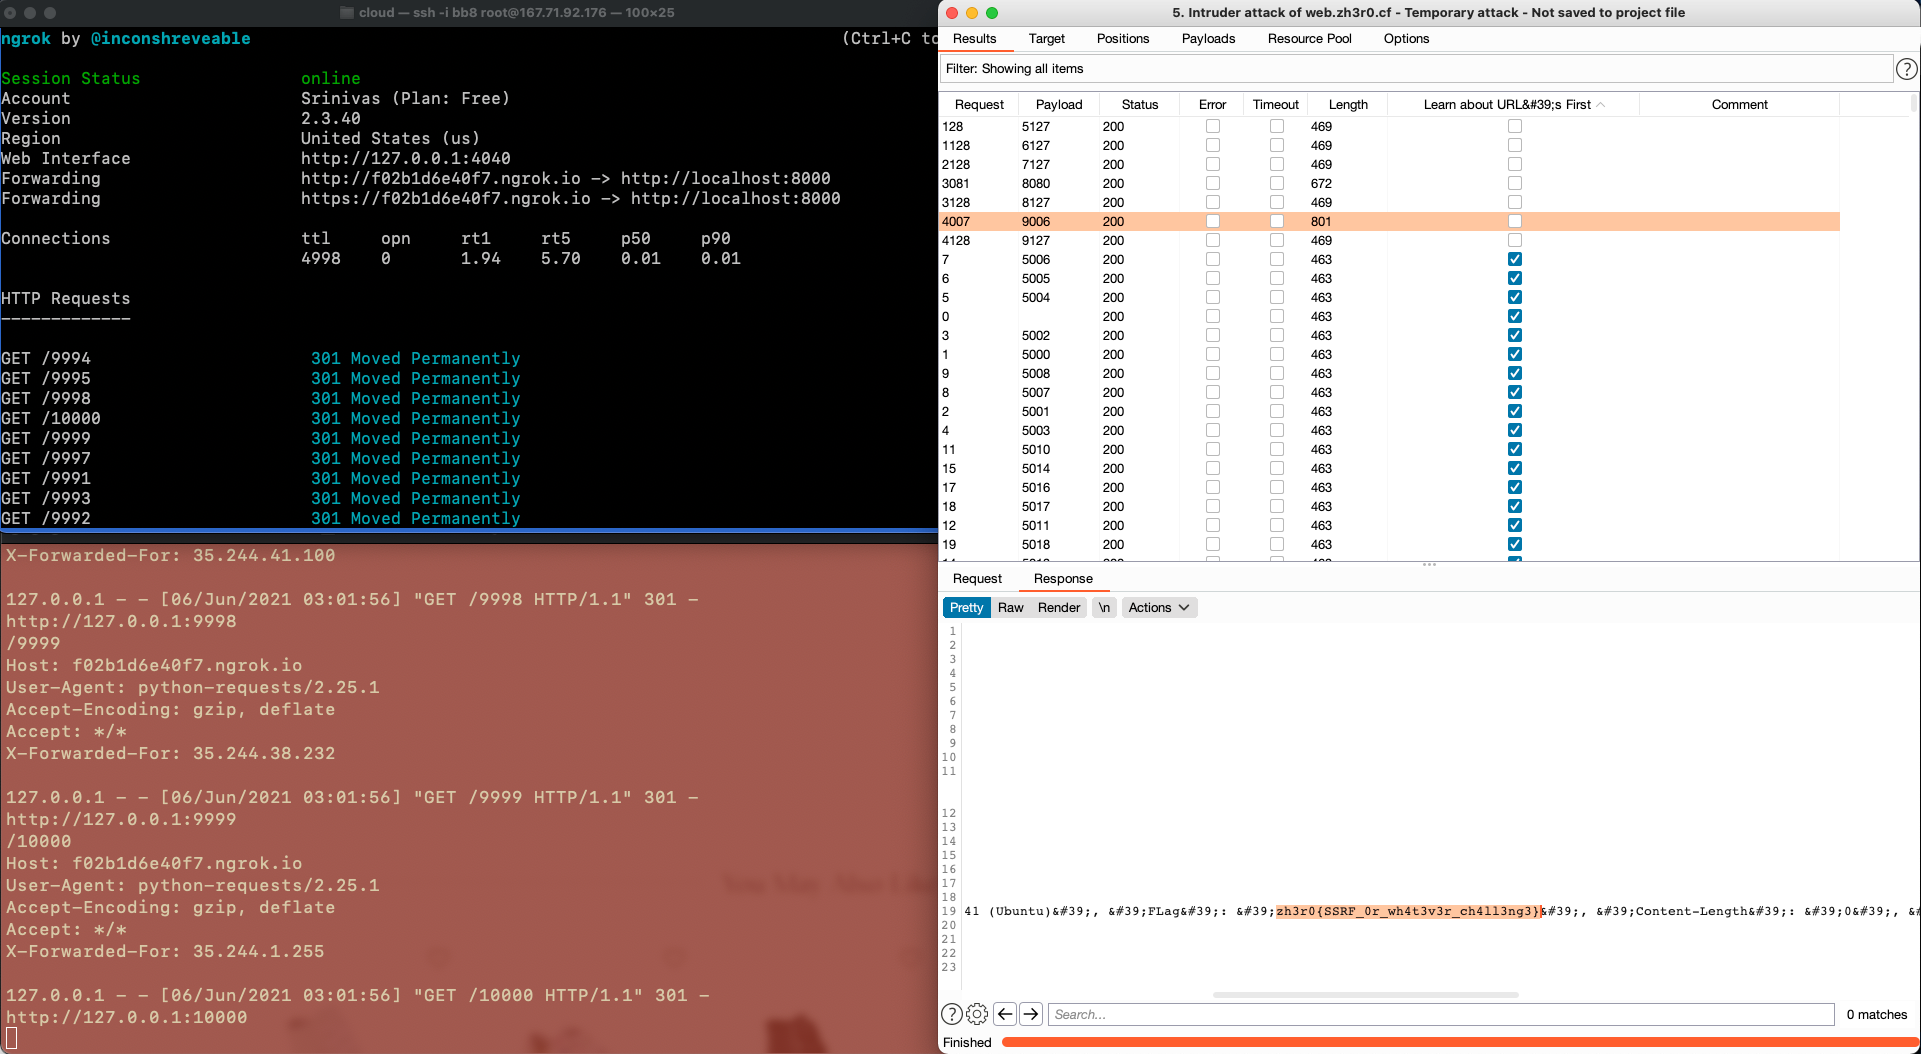 cloud — ssh -i bb8 root@167.71.92.176 — 100×25
ngrok by @inconshreveable (Ctrl+C to
Session Status online
Account Srinivas (Plan: Free)
Version 2.3.40
Region United States (us)
Web Interface http://127.0.0.1:4040
Forwarding http://f02b1d6e40f7.ngrok.io -> http://localhost:8000
Forwarding https://f02b1d6e40f7.ngrok.io -> http://localhost:8000
Connections ttl opn rt1 rt5 p50 p90
4998 0 1.94 5.70 0.01 0.01
HTTP Requests
-------------
GET /9994 301 Moved Permanently
GET /9995 301 Moved Permanently
GET /9998 301 Moved Permanently
GET /10000 301 Moved Permanently
GET /9999 301 Moved Permanently
GET /9997 301 Moved Permanently
GET /9991 301 Moved Permanently
GET /9993 301 Moved Permanently
GET /9992 301 Moved Permanently
X-Forwarded-For: 35.244.41.100
127.0.0.1 - - [06/Jun/2021 03:01:56] "GET /9998 HTTP/1.1" 301 -
http://127.0.0.1:9998
/9999
Host: f02b1d6e40f7.ngrok.io
User-Agent: python-requests/2.25.1
Accept-Encoding: gzip, deflate
Accept: */*
X-Forwarded-For: 35.244.38.232
127.0.0.1 - - [06/Jun/2021 03:01:56] "GET /9999 HTTP/1.1" 301 -
http://127.0.0.1:9999
/10000
Host: f02b1d6e40f7.ngrok.io
User-Agent: python-requests/2.25.1
Accept-Encoding: gzip, deflate
Accept: */*
X-Forwarded-For: 35.244.1.255
127.0.0.1 - - [06/Jun/2021 03:01:56] "GET /10000 HTTP/1.1" 301 -
http://127.0.0.1:10000
You May Also Like
5. Intruder attack of web.zh3r0.cf - Temporary attack - Not saved to project file
Results Target Positions Payloads Resource Pool Options
Filter: Showing all items
?
Request Payload Status Error Timeout Length Learn about URL&#39;s First Comment
128 5127 200 469
1128 6127 200 469
2128 7127 200 469
3081 8080 200 672
3128 8127 200 469
4007 9006 200 801
4128 9127 200 469
7 5006 200 463
6 5005 200 463
5 5004 200 463
0 200 463
3 5002 200 463
1 5000 200 463
9 5008 200 463
8 5007 200 463
2 5001 200 463
4 5003 200 463
11 5010 200 463
15 5014 200 463
17 5016 200 463
18 5017 200 463
12 5011 200 463
19 5018 200 463
Request Response
Pretty Raw Render \n Actions
1
2
3
4
5
6
7
8
9
10
11
12
13
14
15
16
17
18
19 41 (Ubuntu)&#39;, &#39;FLag&#39;: &#39;zh3r0{SSRF_0r_wh4t3v3r_ch4ll3ng3}&#39;, &#39;Content-Length&#39;: &#39;0&#39;, &#
20
21
22
23
? Search... 0 matches
Finished